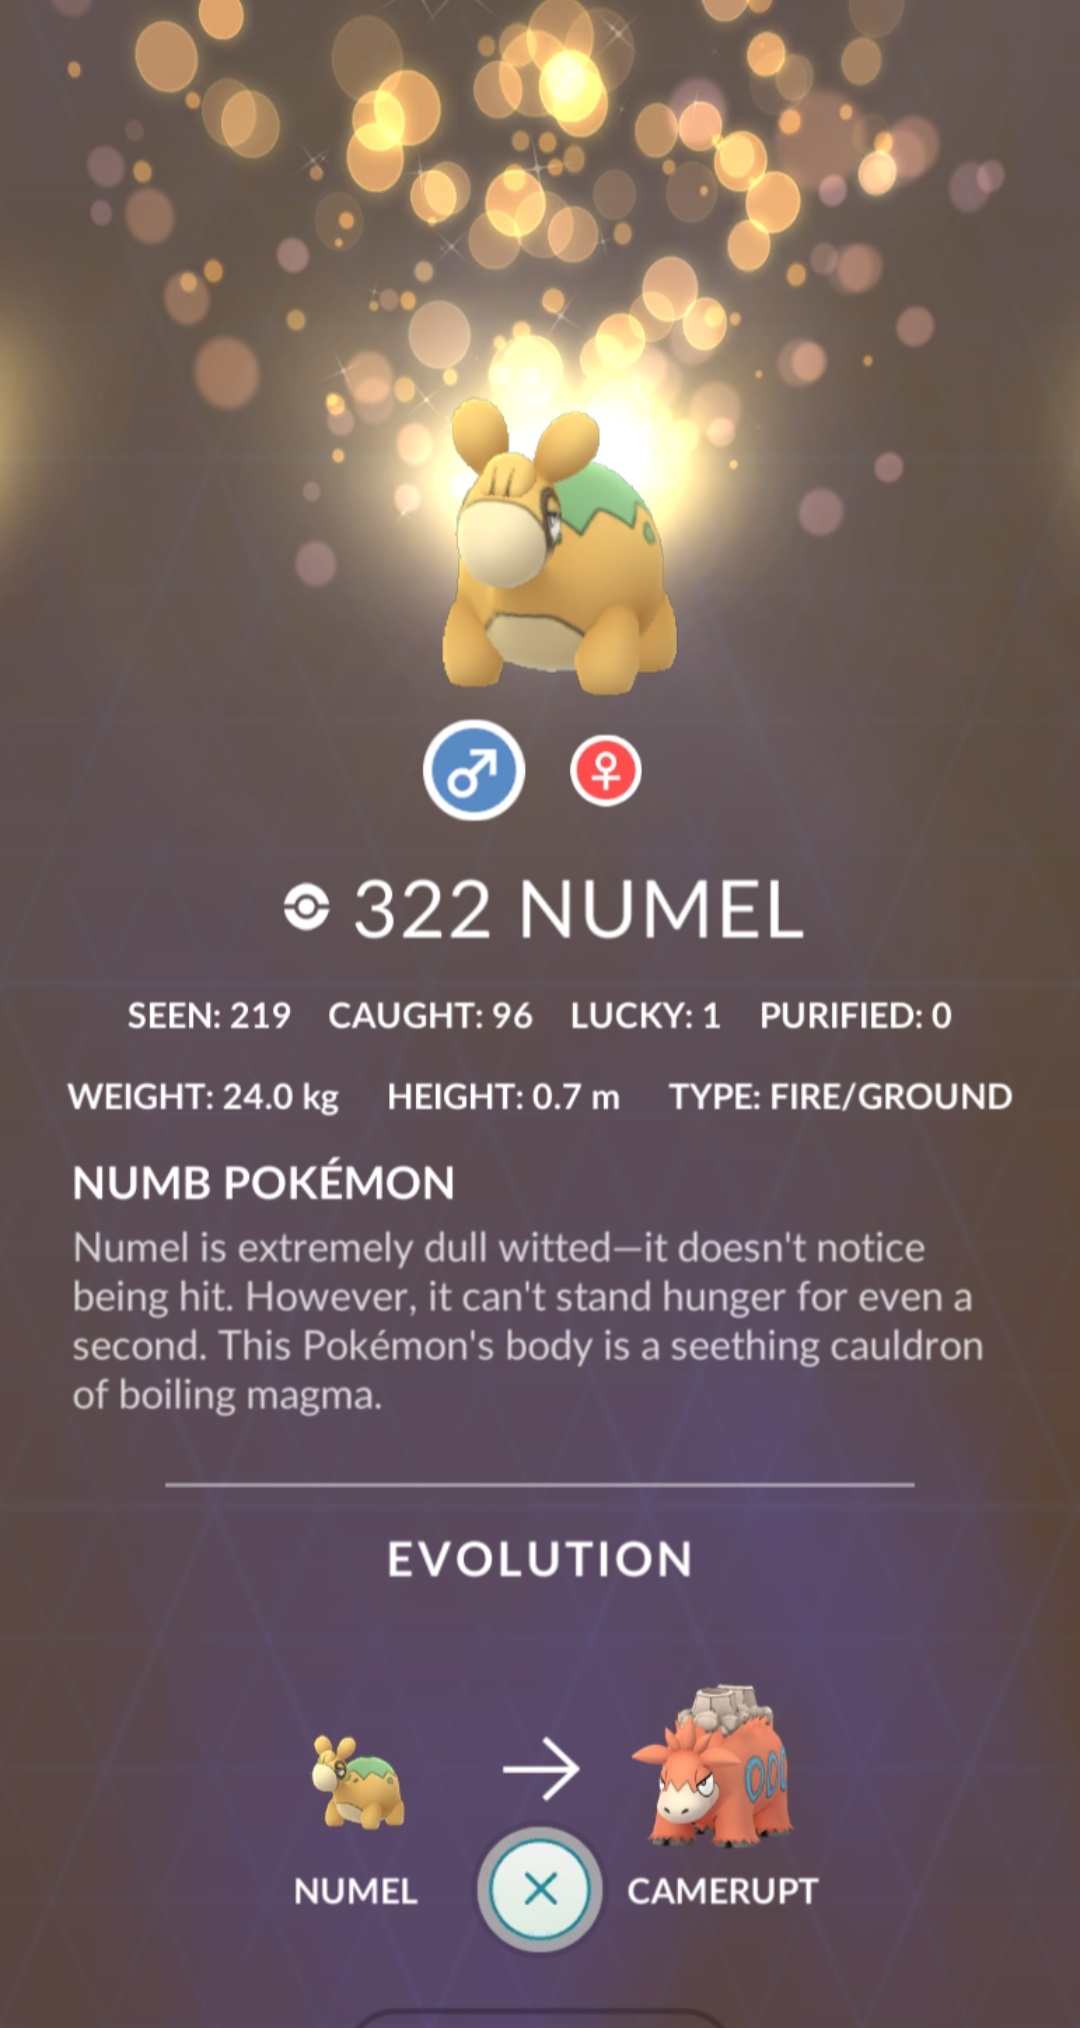 322 NUMEL
SEEN: 219 CAUGHT: 96 LUCKY: 1 PURIFIED: 0
WEIGHT: 24.0 kg HEIGHT: 0.7 m TYPE: FIRE/GROUND
NUMB POKÉMON
Numel is extremely dull witted—it doesn't notice
being hit. However, it can't stand hunger for even a
second. This Pokémon's body is a seething cauldron
of boiling magma.
EVOLUTION
NUMEL CAMERUPT